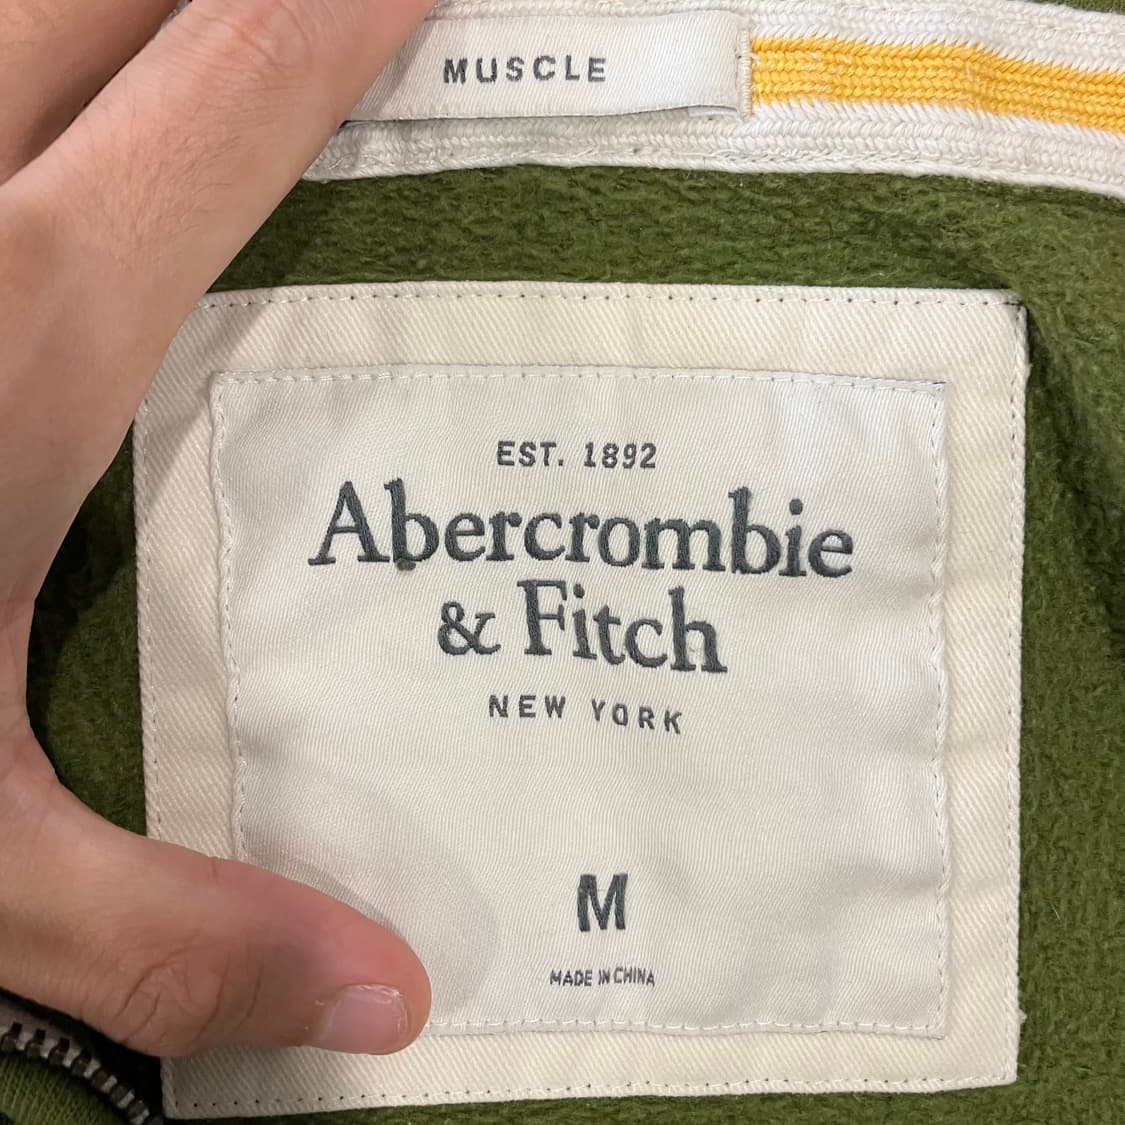 MUSCLE
EST. 1892
Abercrombie
& Fitch
NEW YORK
M
MADE IN CHINA